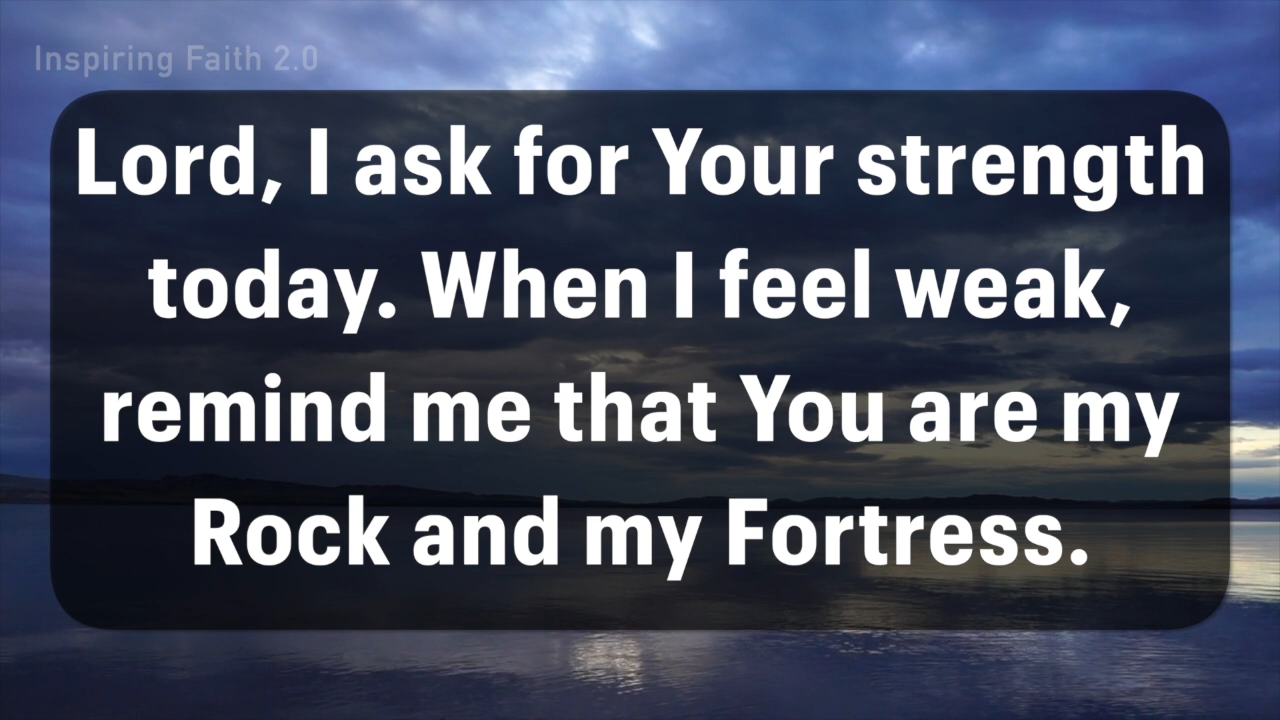 Inspiring Faith 2.0
Lord, I ask for Your strength
today. When I feel weak,
remind me that You are my
Rock and my Fortress.